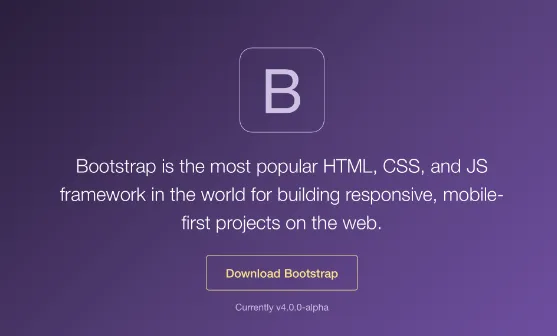 B
Bootstrap is the most popular HTML, CSS, and JS
framework in the world for building responsive, mobile-
first projects on the web.
Download Bootstrap
Currently v4.0.0-alpha